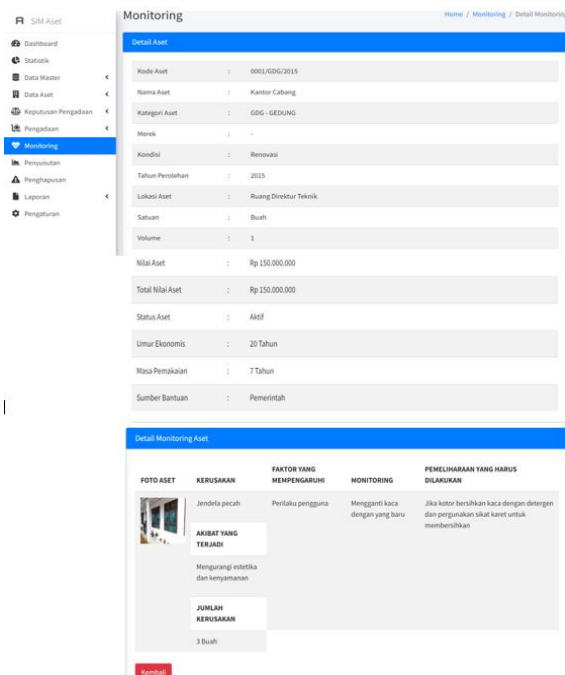 SIM Aset
Dashboard
Statistik
Data Master
Data Aset
Keputusan Pengadaan
Pengadaan
Monitoring
Penyusutan
Penghapusan
Laporan
Pengaturan
Monitoring
Home / Monitoring / Detail Monitoring
Detail Aset
Kode Aset : 0001/GDG/2015
Nama Aset : Kantor Cabang
Kategori Aset : GDG - GEDUNG
Merek : -
Kondisi : Renovasi
Tahun Perolehan : 2015
Lokasi Aset : Ruang Direktur Teknik
Satuan : Buah
Volume : 1
Nilai Aset : Rp 150.000.000
Total Nilai Aset : Rp 150.000.000
Status Aset : Aktif
Umur Ekonomis : 20 Tahun
Masa Pemakaian : 7 Tahun
Sumber Bantuan : Pemerintah
Detail Monitoring Aset
FOTO ASET
KERUSAKAN
Jendela pecah
AKIBAT YANG
TERJADI
Mengurangi estetika
dan kenyamanan
JUMLAH
KERUSAKAN
3 Buah
FAKTOR YANG
MEMPENGARUHI
Perilaku pengguna
MONITORING
Mengganti kaca
dengan yang baru
PEMELIHARAAN YANG HARUS
DILAKUKAN
Jika kotor bersihkan kaca dengan detergen
dan pergunakan sikat karet untuk
membersihkan
Kembali